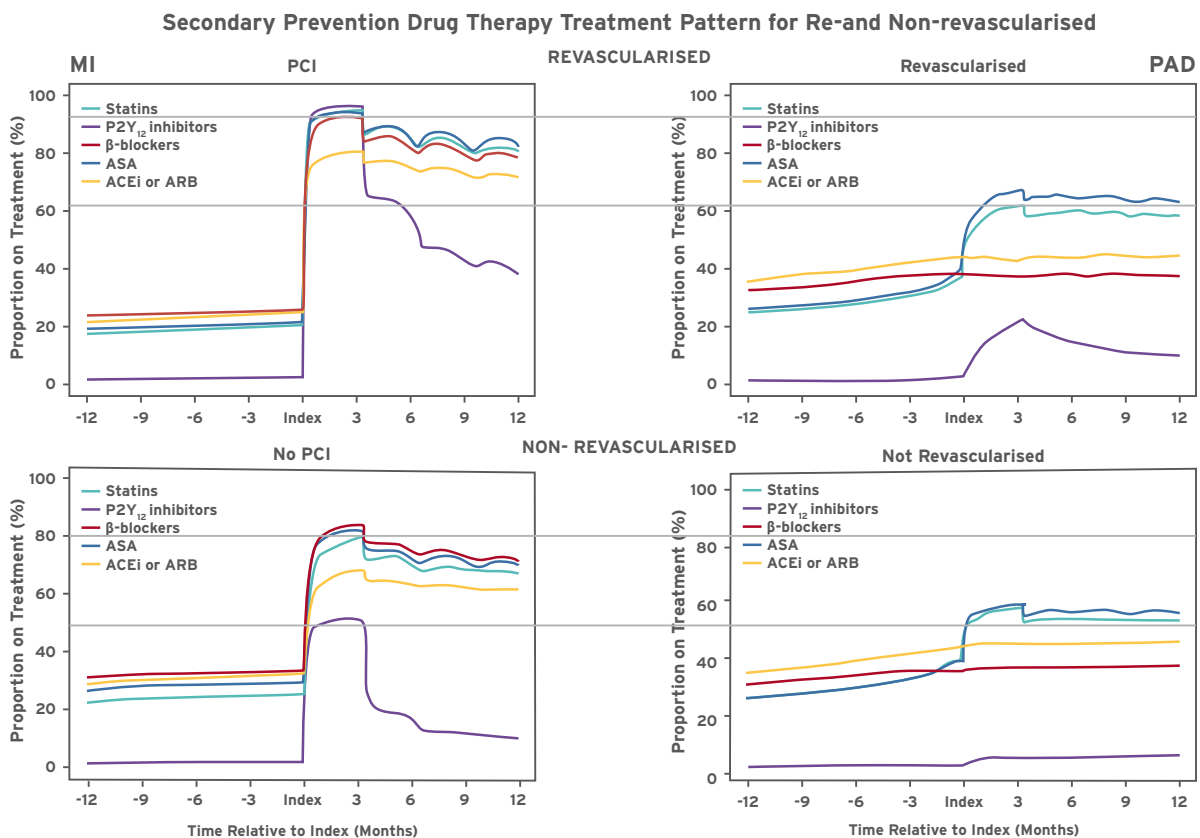 Secondary Prevention Drug Therapy Treatment Pattern for Re-and Non-revascularised
REVASCULARISED
MI
PCI
Proportion on Treatment (%)
100
80
60
40
20
0
Statins
P2Y₁₂ inhibitors
β-blockers
ASA
ACEi or ARB
-12 -9 -6 -3 Index 3 6 9 12
Revascularised
PAD
Proportion on Treatment (%)
100
80
60
40
20
0
Statins
P2Y₁₂ inhibitors
β-blockers
ASA
ACEi or ARB
-12 -9 -6 -3 Index 3 6 9 12
NON- REVASCULARISED
No PCI
Proportion on Treatment (%)
100
80
60
40
20
0
Statins
P2Y₁₂ inhibitors
β-blockers
ASA
ACEi or ARB
-12 -9 -6 -3 Index 3 6 9 12
Time Relative to Index (Months)
Not Revascularised
Proportion on Treatment (%)
100
80
60
40
20
0
Statins
P2Y₁₂ inhibitors
β-blockers
ASA
ACEi or ARB
-12 -9 -6 -3 Index 3 6 9 12
Time Relative to Index (Months)